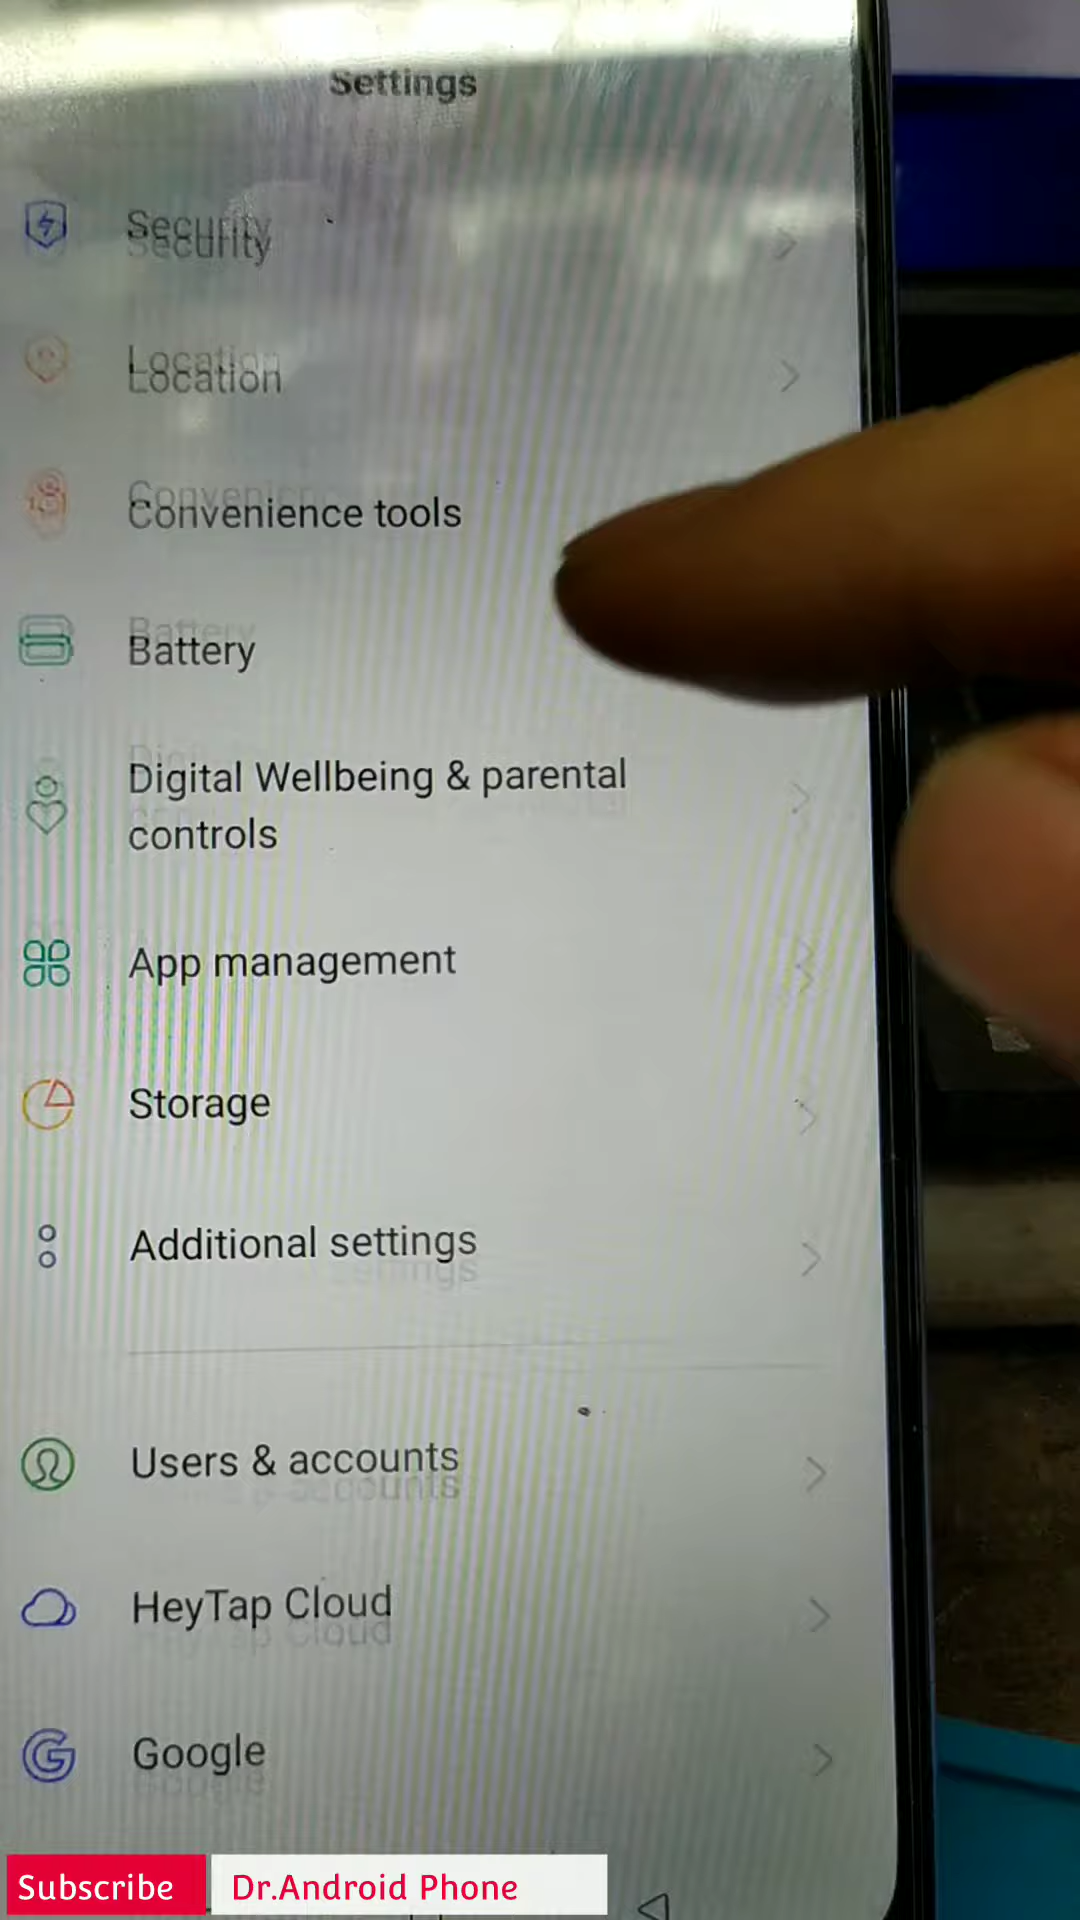 Settings
Security
Location
Convenience tools
Battery
Digital Wellbeing & parental
controls
App management
Storage
Additional settings
Users & accounts
HeyTap Cloud
Google
Subscribe
Dr.Android Phone